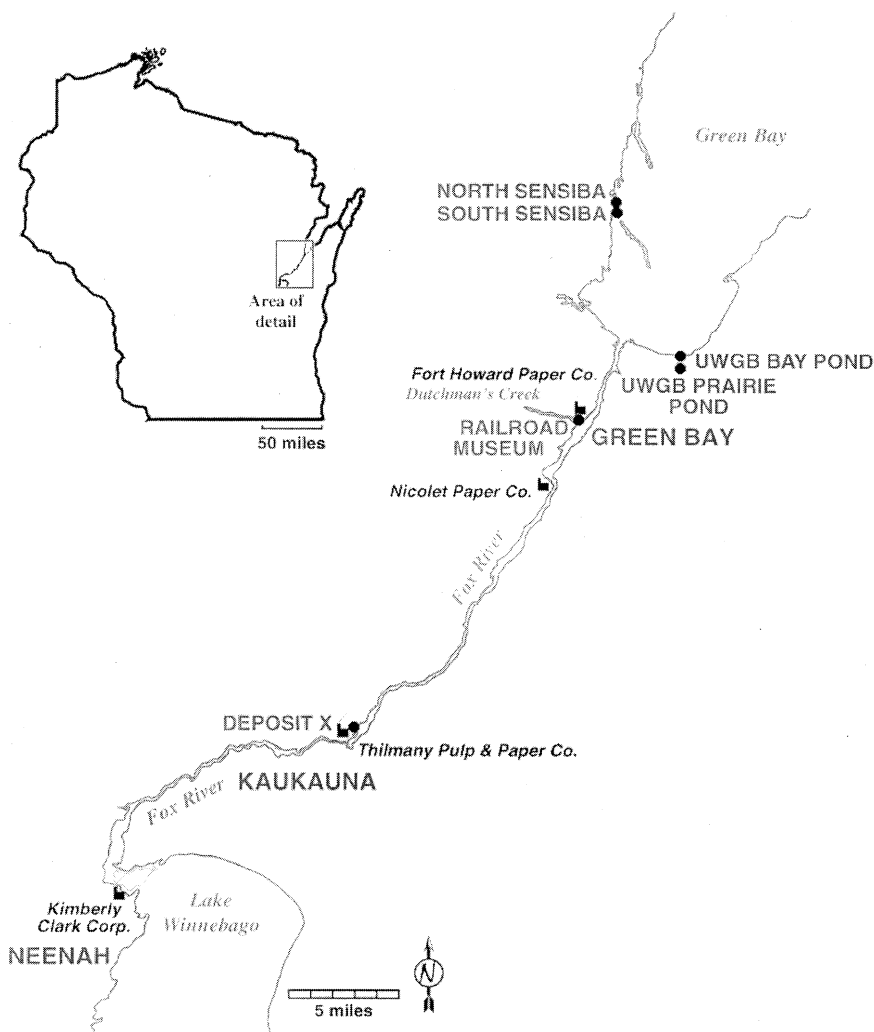 Green Bay
NORTH SENSIBA
SOUTH SENSIBA
Area of
detail
50 miles
UWGB BAY POND
UWGB PRAIRIE
POND
Fort Howard Paper Co.
Dutchman's Creek
RAILROAD
MUSEUM
GREEN BAY
Nicolet Paper Co.
Fox River
DEPOSIT X
Thilmany Pulp & Paper Co.
KAUKAUNA
Fox River
Kimberly
Clark Corp.
NEENAH
Lake
Winnebago
N
5 miles